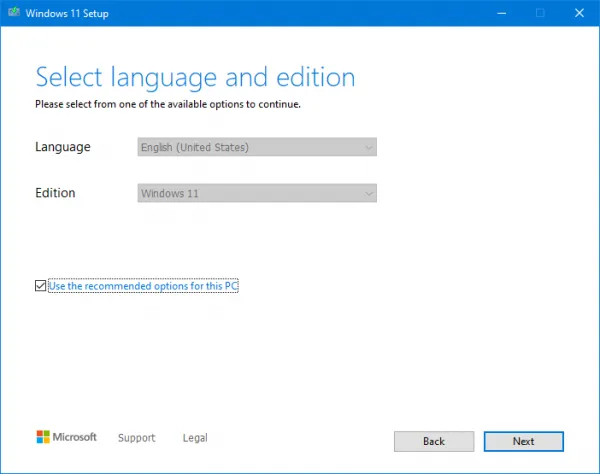 Windows 11 Setup
Select language and edition
Please select from one of the available options to continue.
Language
English (United States)
Edition
Windows 11
Use the recommended options for this PC
Microsoft
Support
Legal
Back
Next